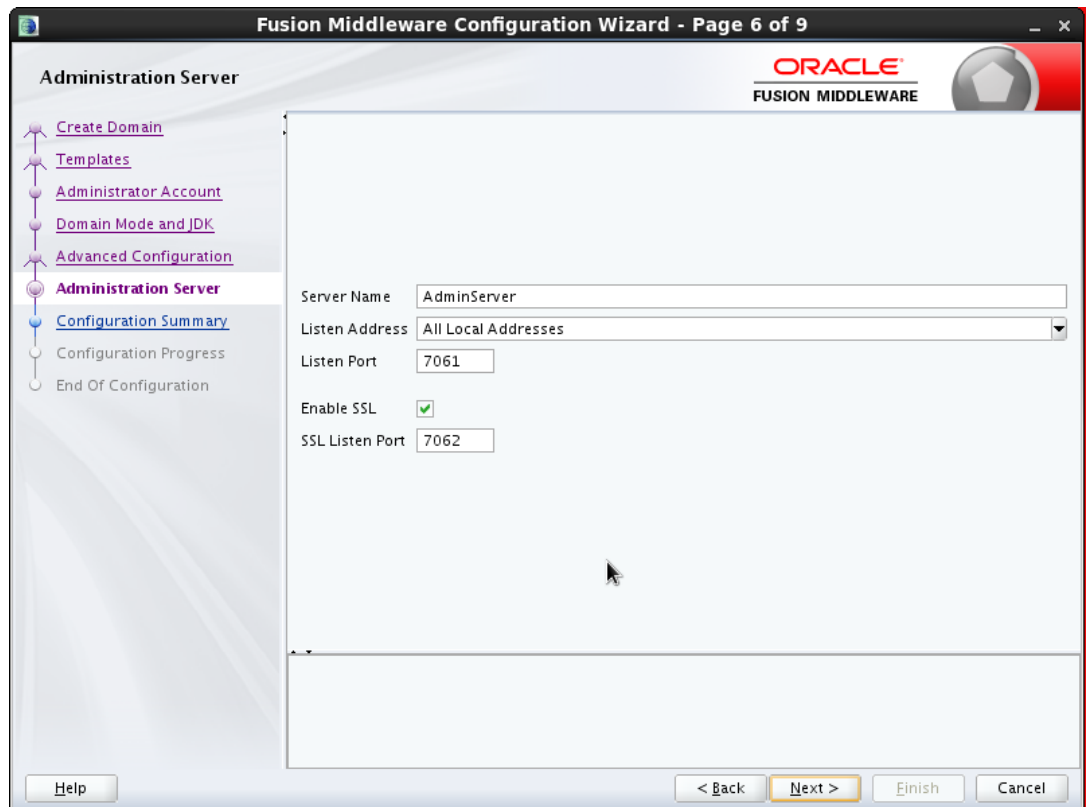 Fusion Middleware Configuration Wizard - Page 6 of 9
Administration Server
ORACLE
FUSION MIDDLEWARE
Create Domain
Templates
Administrator Account
Domain Mode and JDK
Advanced Configuration
Administration Server
Configuration Summary
Configuration Progress
End Of Configuration
Server Name AdminServer
Listen Address All Local Addresses
Listen Port 7061
Enable SSL
SSL Listen Port 7062
Help < Back Next > Finish Cancel